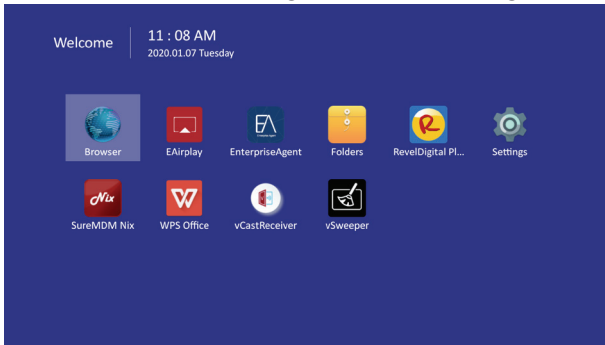 Welcome
11 : 08 AM
2020.01.07 Tuesday
Browser
EAirplay
EnterpriseAgent
Folders
RevelDigital Pl...
Settings
Nix
SureMDM Nix
WPS Office
vCastReceiver
vSweeper